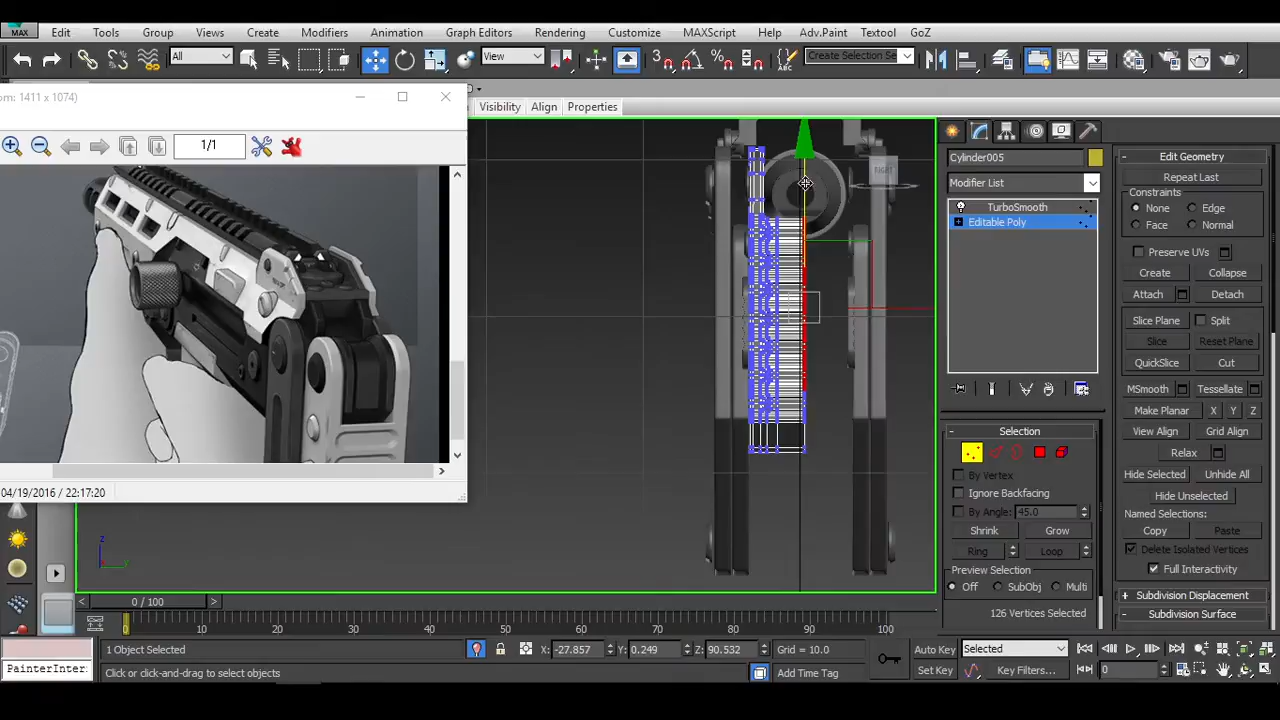 MAX
Edit Tools Group Views Create Modifiers Animation Graph Editors Rendering Customize MAXScript Help Adv.Paint Textool GoZ
All View 3 Create Selection Se
om: 1411 x 1074)
Visibility Align Properties
1/1
04/19/2016 / 22:17:20
Cylinder005
Modifier List
TurboSmooth
Editable Poly
Selection
By Vertex
Ignore Backfacing
By Angle: 45.0
Shrink Grow
Ring Loop
Preview Selection
Off SubObj Multi
126 Vertices Selected
Edit Geometry
Repeat Last
Constraints
None Edge
Face Normal
Preserve UVs
Create Collapse
Attach Detach
Slice Plane Split
Slice Reset Plane
QuickSlice Cut
MSmooth Tessellate
Make Planar X Y Z
View Align Grid Align
Relax
Hide Selected Unhide All
Hide Unselected
Named Selections:
Copy Paste
Delete Isolated Vertices
Full Interactivity
Subdivision Displacement
Subdivision Surface
z
y
0 / 100
0 10 20 30 40 50 60 70 80 90 100
1 Object Selected X: -27.857 Y: 0.249 Z: 90.532 Grid = 10.0 Auto Key Selected
PainterInter Click or click-and-drag to select objects Add Time Tag Set Key Key Filters... 0